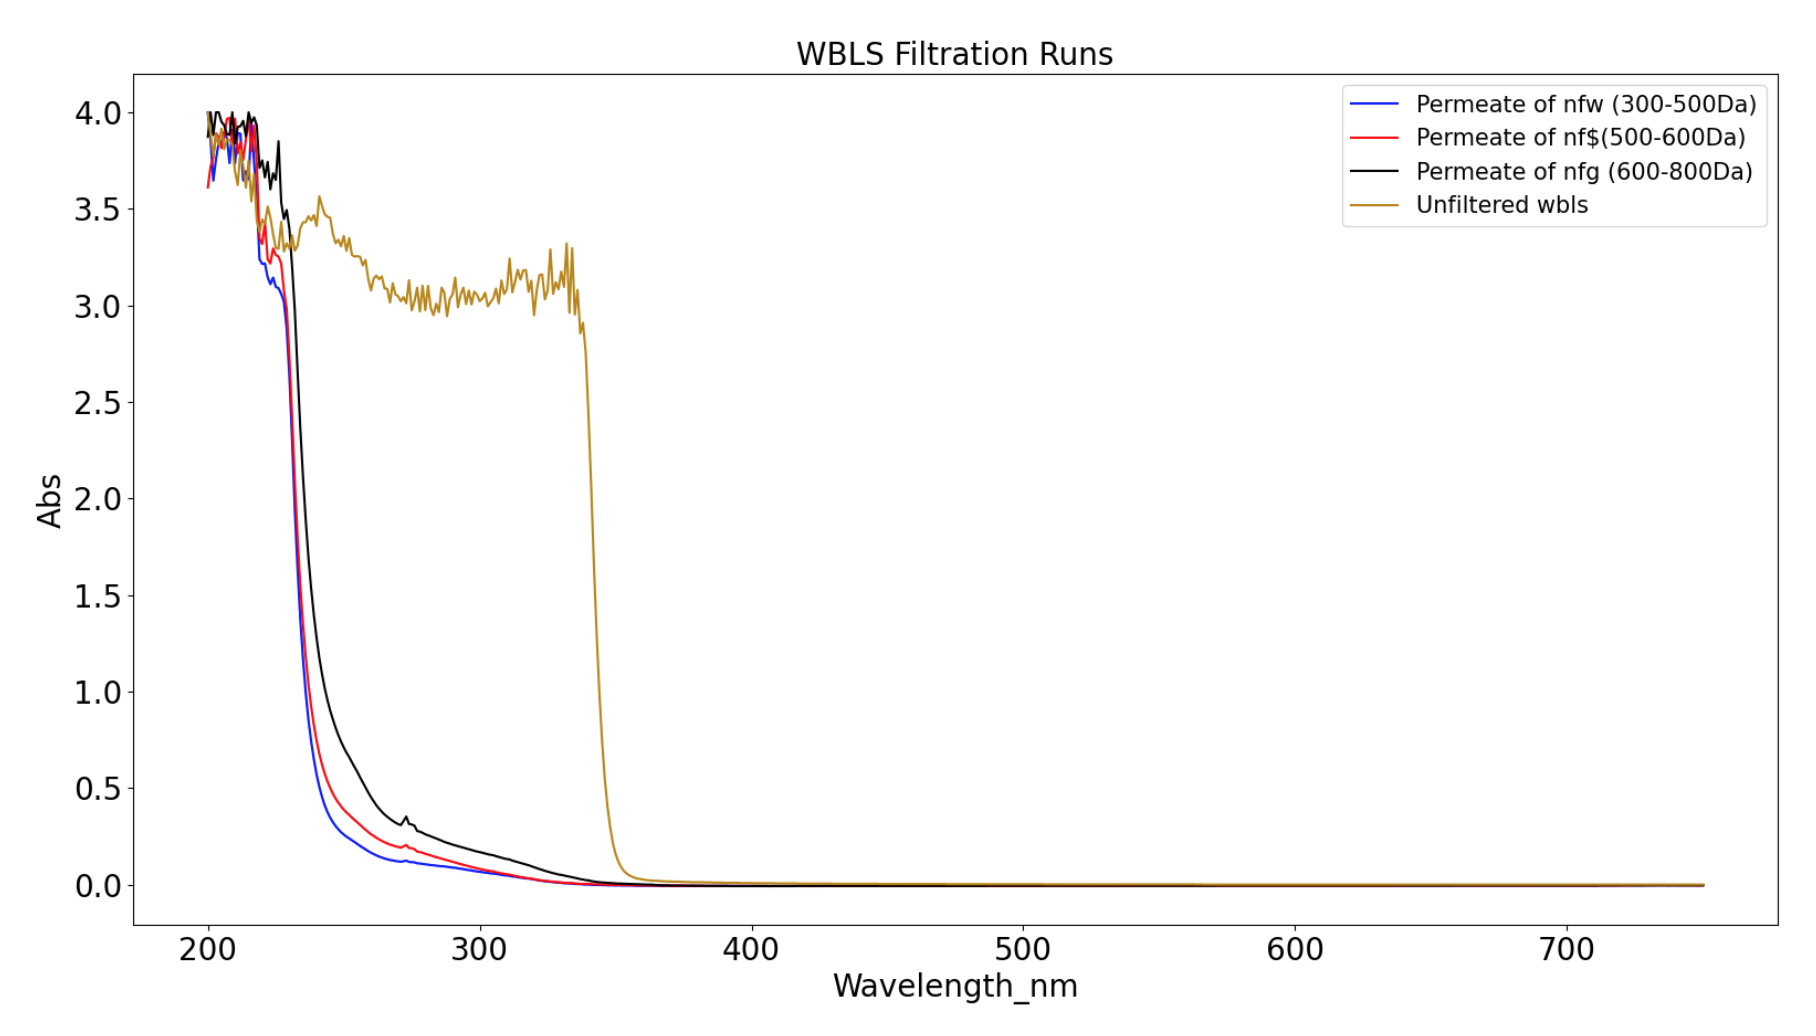 WBLS Filtration Runs
Permeate of nfw (300-500Da)
Permeate of nf$(500-600Da)
Permeate of nfg (600-800Da)
Unfiltered wbls
4.0
3.5
3.0
2.5
2.0
1.5
1.0
0.5
0.0
Abs
200 300 400 500 600 700
Wavelength_nm